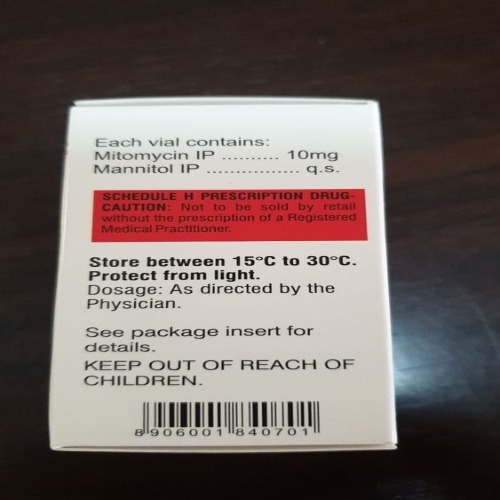 Each vial contains:
Mitomycin IP .......... 10mg
Mannitol IP ................ q.s.
SCHEDULE H PRESCRIPTION DRUG-
CAUTION: Not to be sold by retail
without the prescription of a Registered
Medical Practitioner.
Store between 15°C to 30°C.
Protect from light.
Dosage: As directed by the
Physician.
See package insert for
details.
KEEP OUT OF REACH OF
CHILDREN.
8 906001 840701